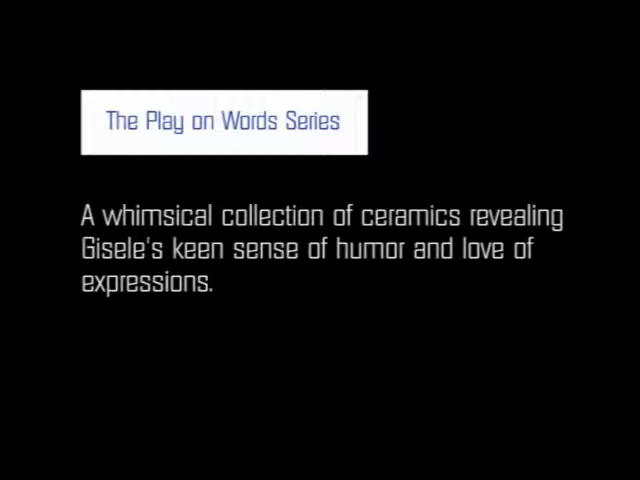 The Play on Words Series
A whimsical collection of ceramics revealing
Gisele's keen sense of humor and love of
expressions.